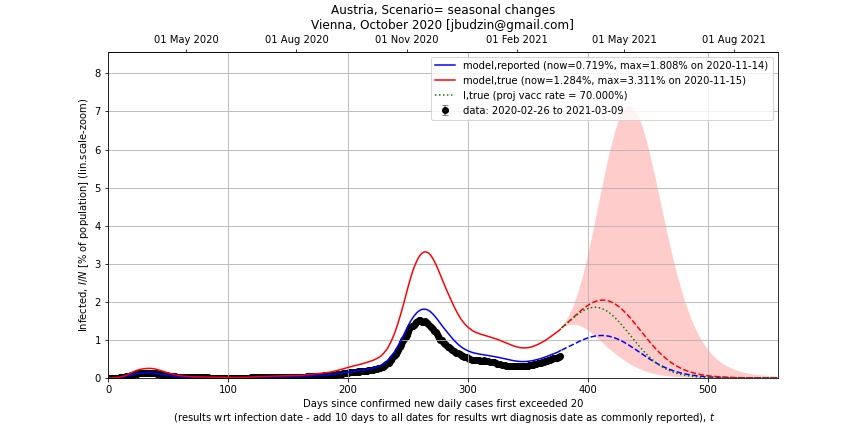 Austria, Scenario= seasonal changes
Vienna, October 2020 [jbudzin@gmail.com]
01 May 2020 01 Aug 2020 01 Nov 2020 01 Feb 2021 01 May 2021 01 Aug 2021
model,reported (now=0.719%, max=1.808% on 2020-11-14)
model,true (now=1.284%, max=3.311% on 2020-11-15)
I,true (proj vacc rate = 70.000%)
data: 2020-02-26 to 2021-03-09
Infected, I/N [% of population] (lin.scale-zoom)
8
7
6
5
4
3
2
1
0
0 100 200 300 400 500
Days since confirmed new daily cases first exceeded 20
(results wrt infection date - add 10 days to all dates for results wrt diagnosis date as commonly reported), t